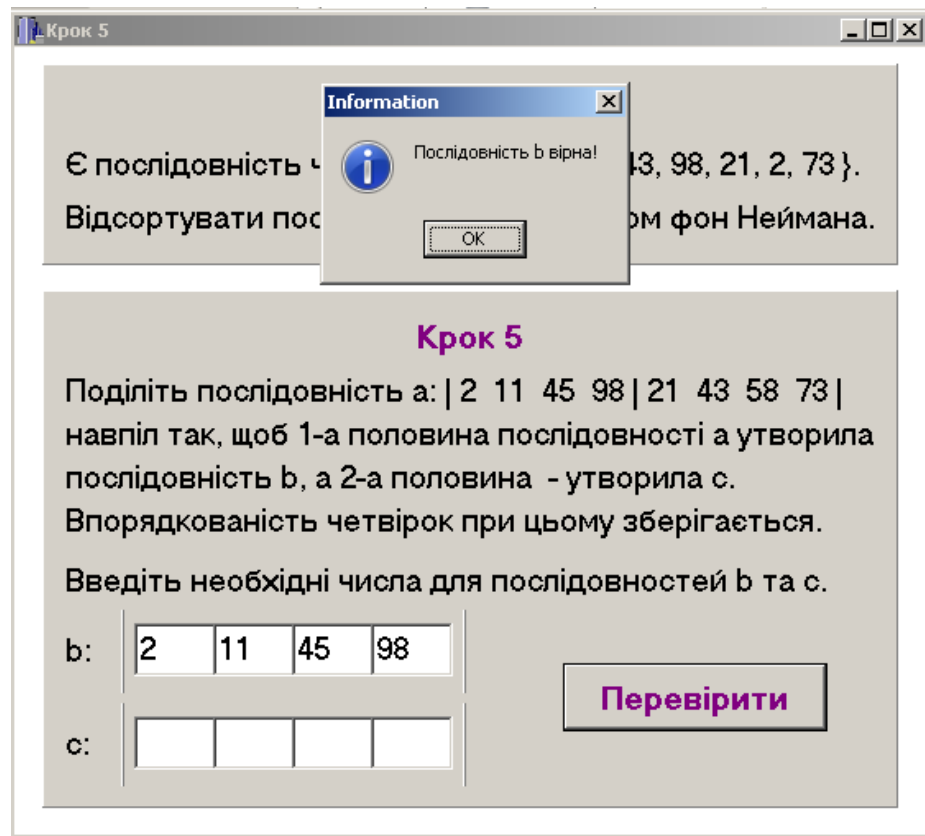 Крок 5
Information
Послідовність b вірна!
OK
Є послідовність 43, 98, 21, 2, 73}.
Відсортувати фон Неймана.
Крок 5
Поділіть послідовність a: | 2 11 45 98 | 21 43 58 73 |
навпіл так, щоб 1-а половина послідовності a утворила
послідовність b, а 2-а половина - утворила c.
Впорядкованість четвірок при цьому зберігається.
Введіть необхідні числа для послідовностей b та c.
b: 2 11 45 98
Перевірити
c: